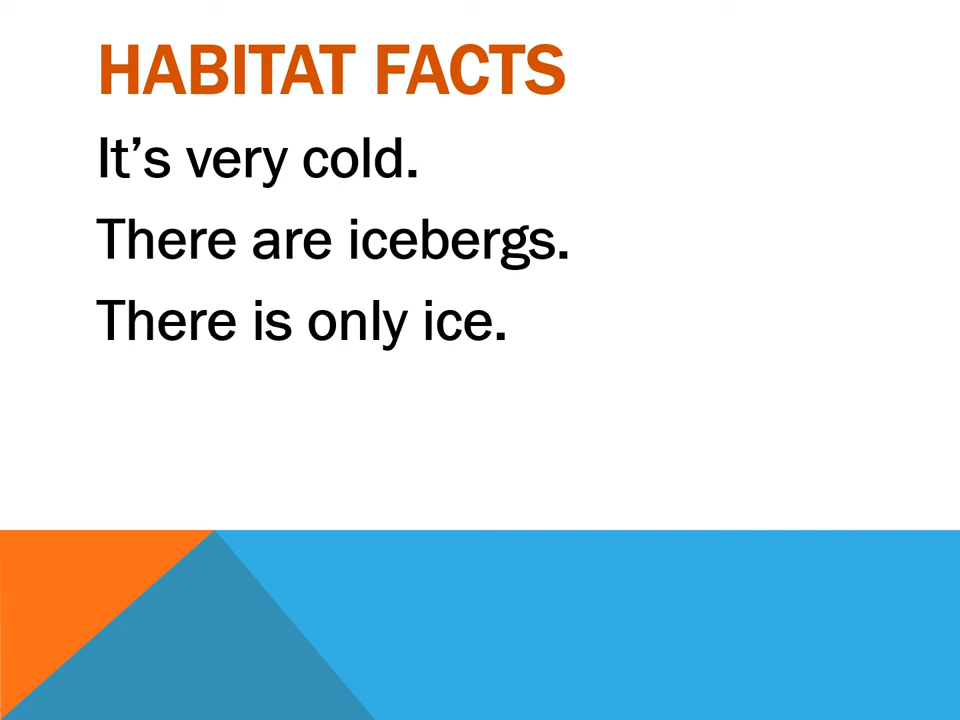 HABITAT FACTS
It’s very cold.
There are icebergs.
There is only ice.